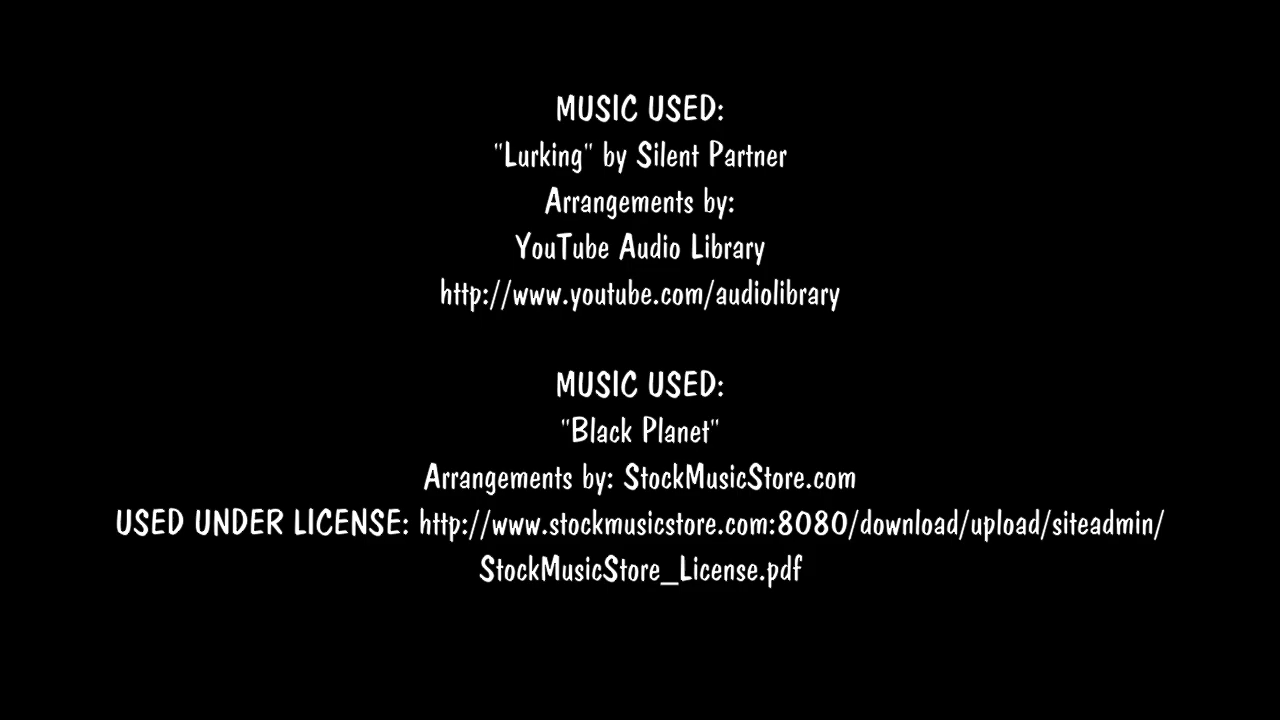 MUSIC USED:
"Lurking" by Silent Partner
Arrangements by:
YouTube Audio Library
http://www.youtube.com/audiolibrary
MUSIC USED:
"Black Planet"
Arrangements by: StockMusicStore.com
USED UNDER LICENSE: http://www.stockmusicstore.com:8080/download/upload/siteadmin/
StockMusicStore_License.pdf